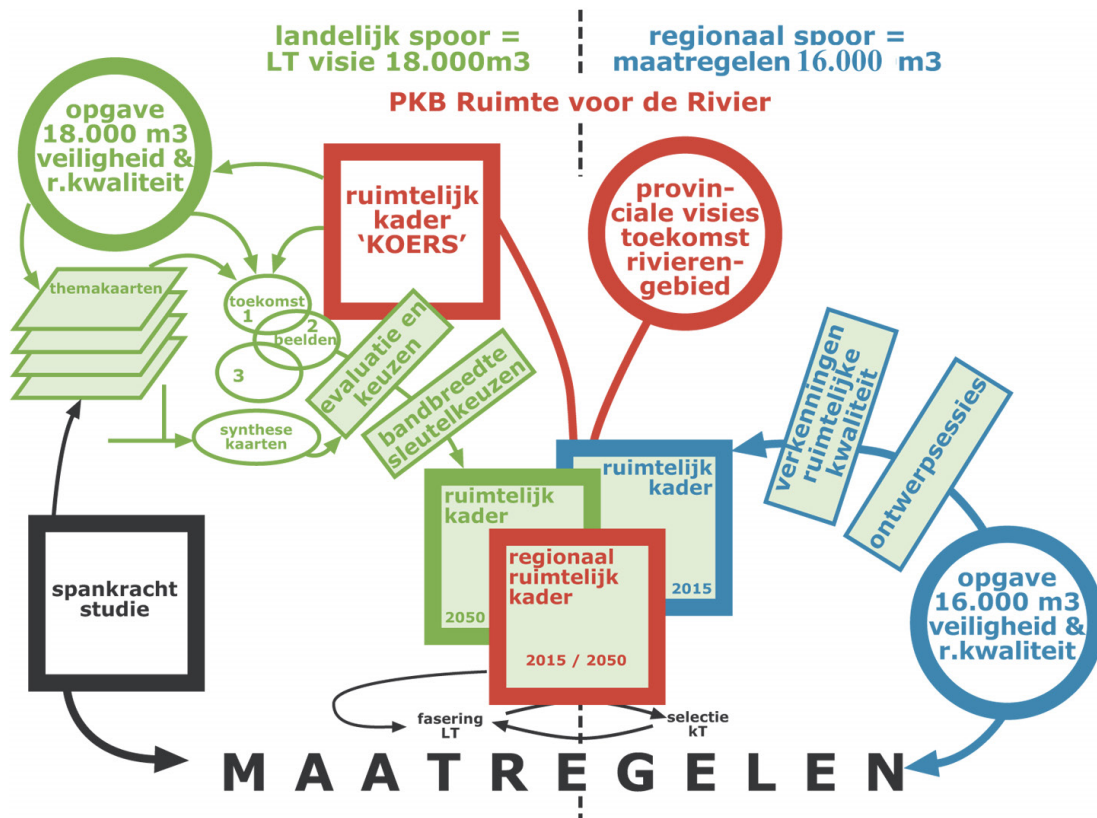 landelijk spoor =
LT visie 18.000m3
regionaal spoor =
maatregelen 16.000 m3
PKB Ruimte voor de Rivier
opgave
18.000 m3
veiligheid &
r.kwaliteit
ruimtelijk
kader
‘KOERS’
provin-
ciale visies
toekomst
rivieren-
gebied
themakaarten
toekomst
1
2
beelden
3
evaluatie en
keuzen
bandbreedte
sleutelkeuzen
synthese
kaarten
verkenningen
ruimtelijke
kwaliteit
ontwerpsessies
ruimtelijk
kader
2050
ruimtelijk
kader
2015
regionaal
ruimtelijk
kader
2015 / 2050
spankracht
studie
opgave
16.000 m3
veiligheid &
r.kwaliteit
fasering
LT
selectie
kT
MAATREGELEN